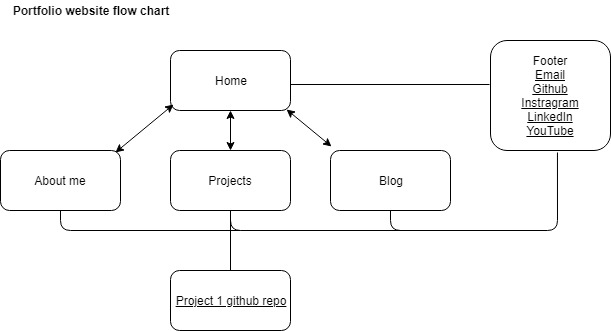 Portfolio website flow chart
Home
Footer
Email
Github
Instragram
LinkedIn
YouTube
About me
Projects
Blog
Project 1 github repo